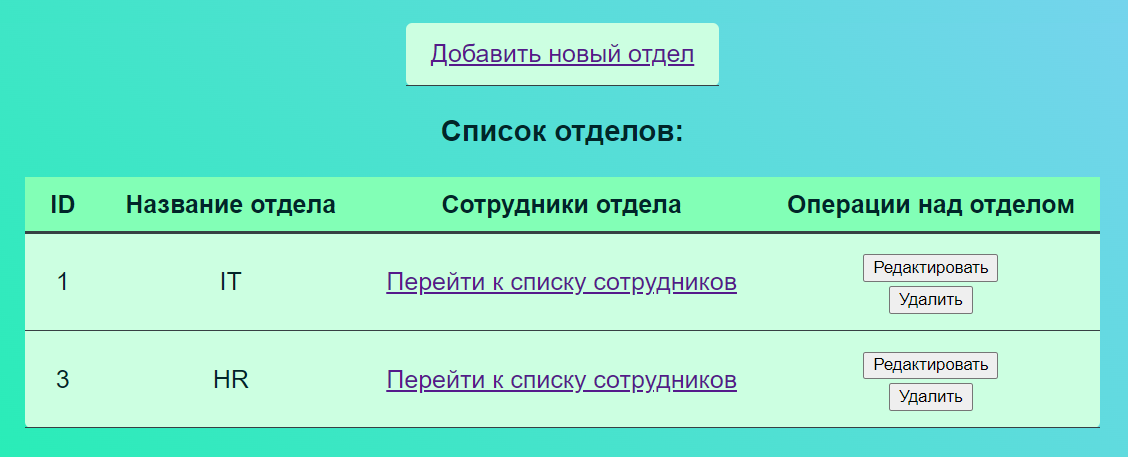 Добавить новый отдел
Список отделов:
ID Название отдела Сотрудники отдела Операции над отделом
1 IT Перейти к списку сотрудников Редактировать
Удалить
3 HR Перейти к списку сотрудников Редактировать
Удалить